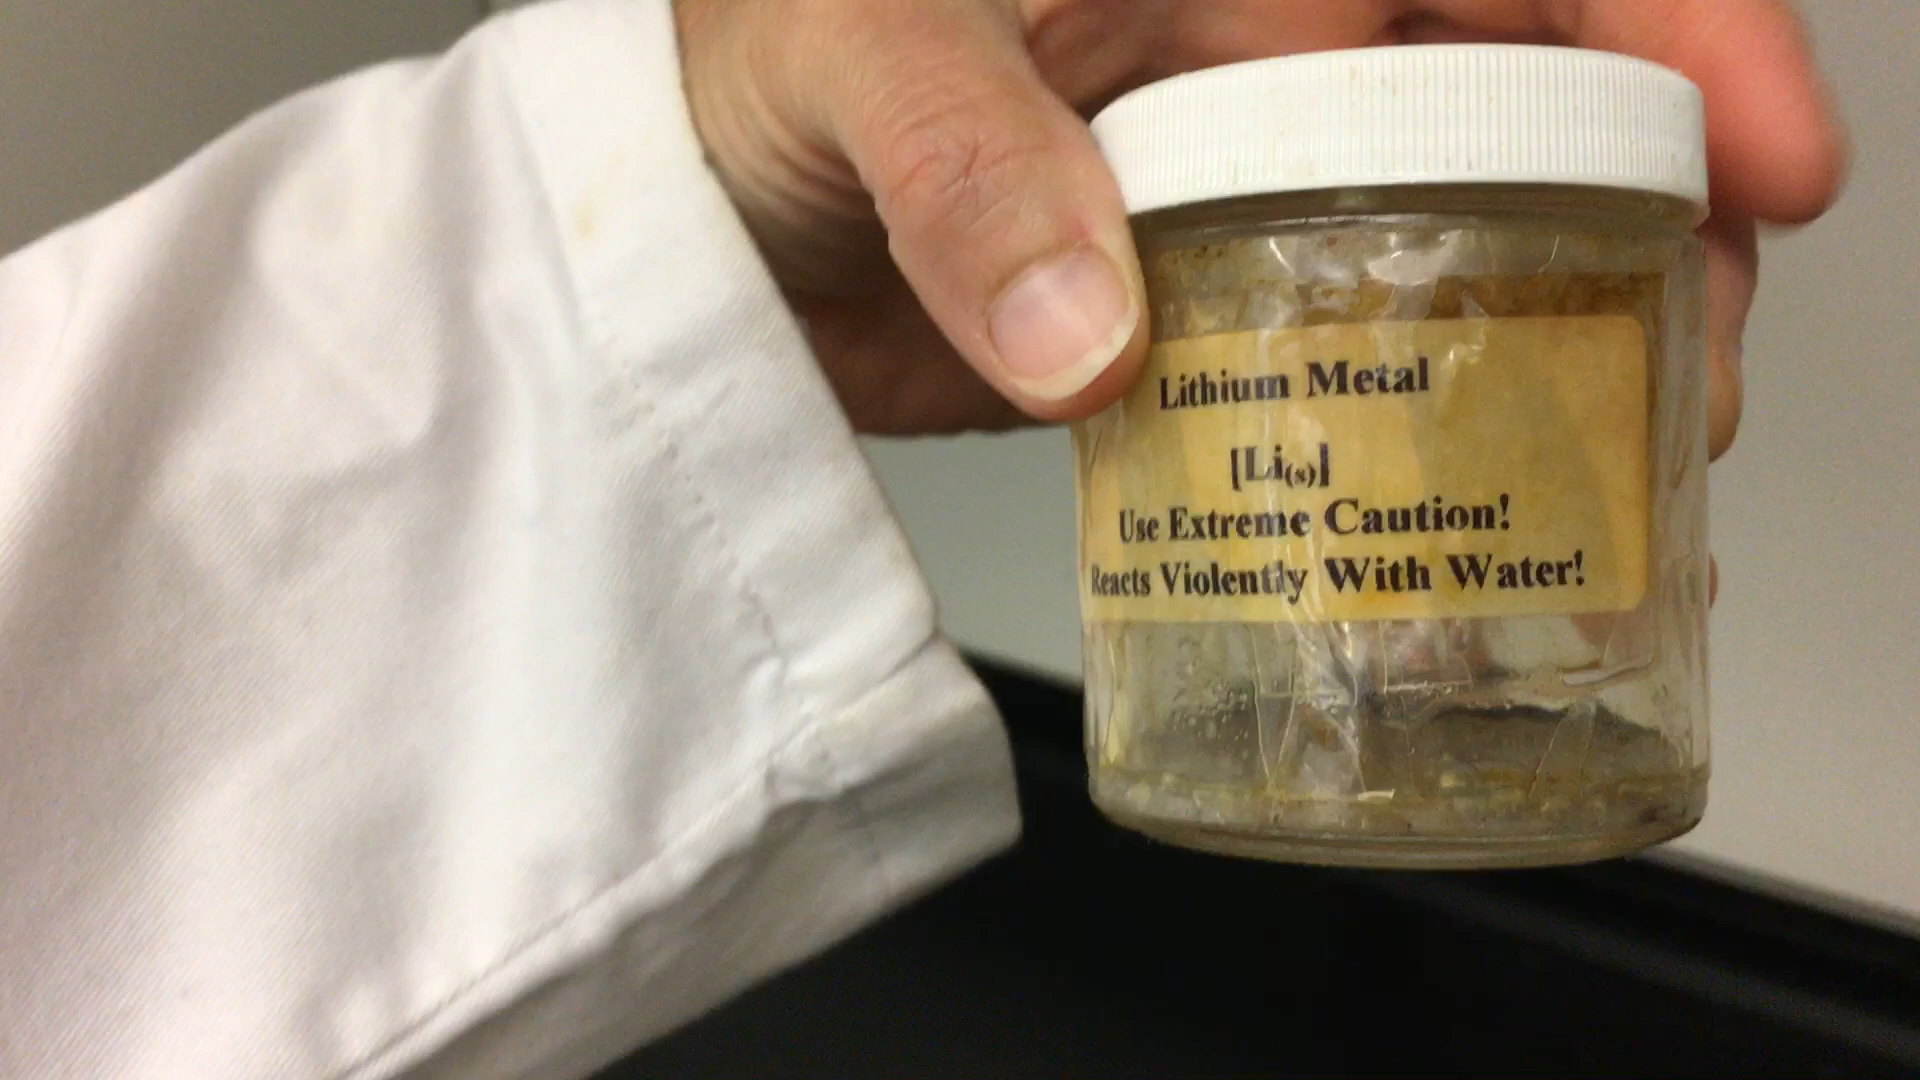 Lithium Metal
[Li(s)]
Use Extreme Caution!
Reacts Violently With Water!